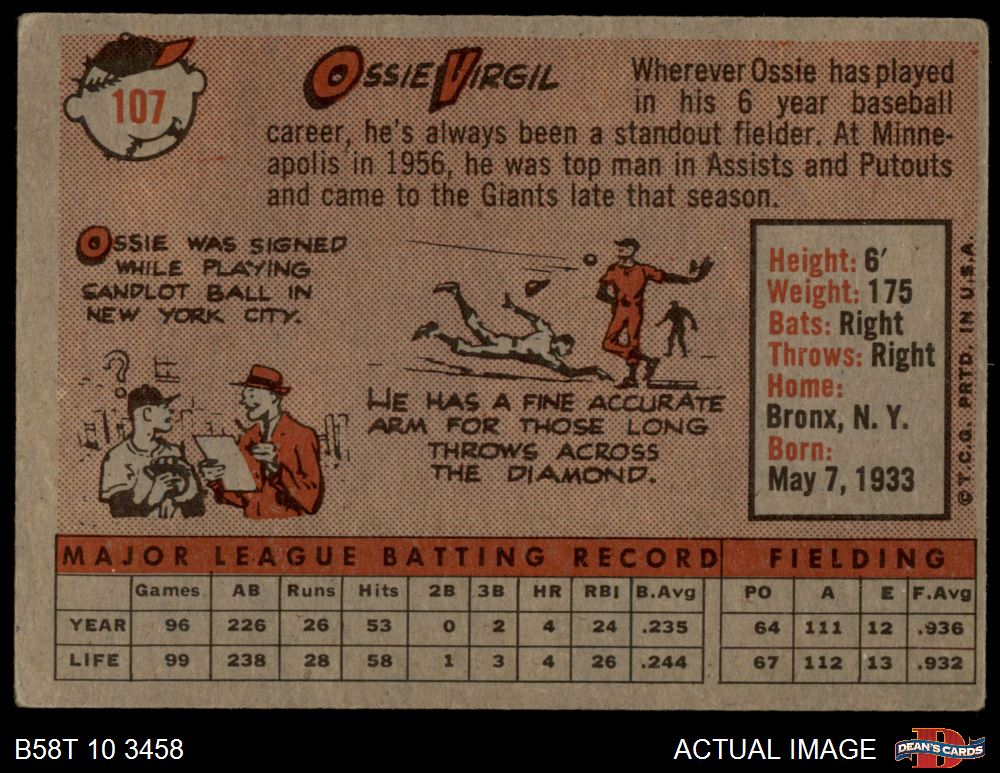 107
OSSIE VIRGIL
Wherever Ossie has played
in his 6 year baseball
career, he's always been a standout fielder. At Minne-
apolis in 1956, he was top man in Assists and Putouts
and came to the Giants late that season.
OSSIE WAS SIGNED
WHILE PLAYING
SANDLOT BALL IN
NEW YORK CITY.
?
HE HAS A FINE ACCURATE
ARM FOR THOSE LONG
THROWS ACROSS
THE DIAMOND.
Height: 6'
Weight: 175
Bats: Right
Throws: Right
Home:
Bronx, N. Y.
Born:
May 7, 1933
© T.C.G. PRTD. IN U.S.A.
MAJOR LEAGUE BATTING RECORD FIELDING
Games AB Runs Hits 2B 3B HR RBI B.Avg PO A E F.Avg
YEAR 96 226 26 53 0 2 4 24 .235 64 111 12 .936
LIFE 99 238 28 58 1 3 4 26 .244 67 112 13 .932
B58T 10 3458
ACTUAL IMAGE
D
DEAN'S CARDS